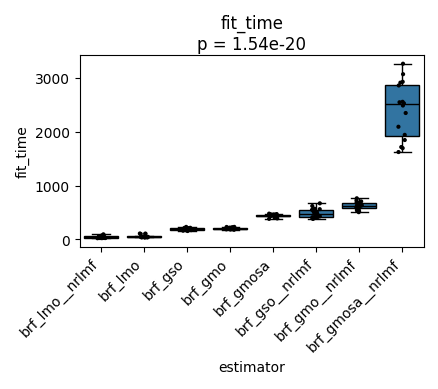 fit_time
p = 1.54e-20
fit_time
3000
2000
1000
0
brf_lmo__nrlmf
brf_lmo
brf_gso
brf_gmo
brf_gmosa
brf_gso__nrlmf
brf_gmo__nrlmf
brf_gmosa__nrlmf
estimator